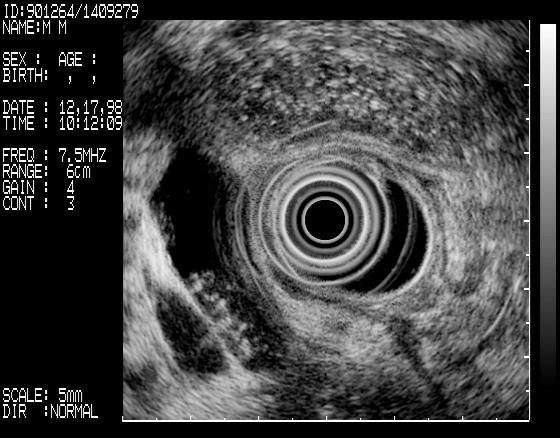 ID:901264/1409279
NAME:M M
SEX : AGE :
BIRTH: , ,
DATE : 12,17,98
TIME : 10:12:09
FREQ : 7.5MHZ
RANGE: 6cm
GAIN : 4
CONT : 3
SCALE: 5mm
DIR :NORMAL